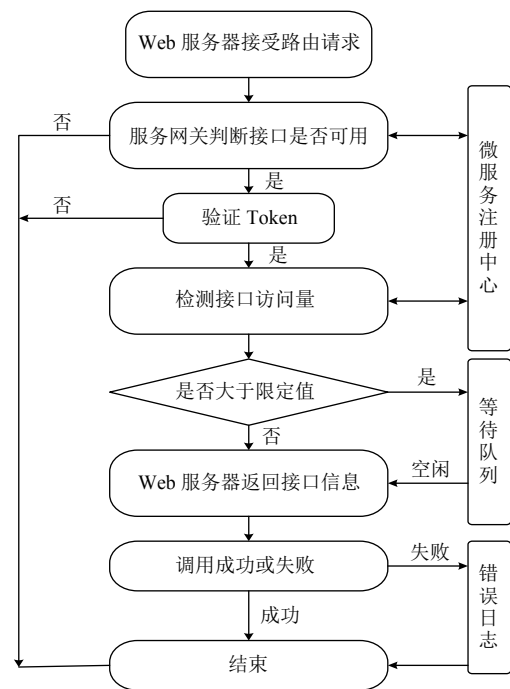 Web 服务器接受路由请求
否
服务网关判断接口是否可用
是
否
验证 Token
是
检测接口访问量
微服务注册中心
是否大于限定值
是
否
等待队列
Web 服务器返回接口信息
空闲
调用成功或失败
失败
成功
错误日志
结束